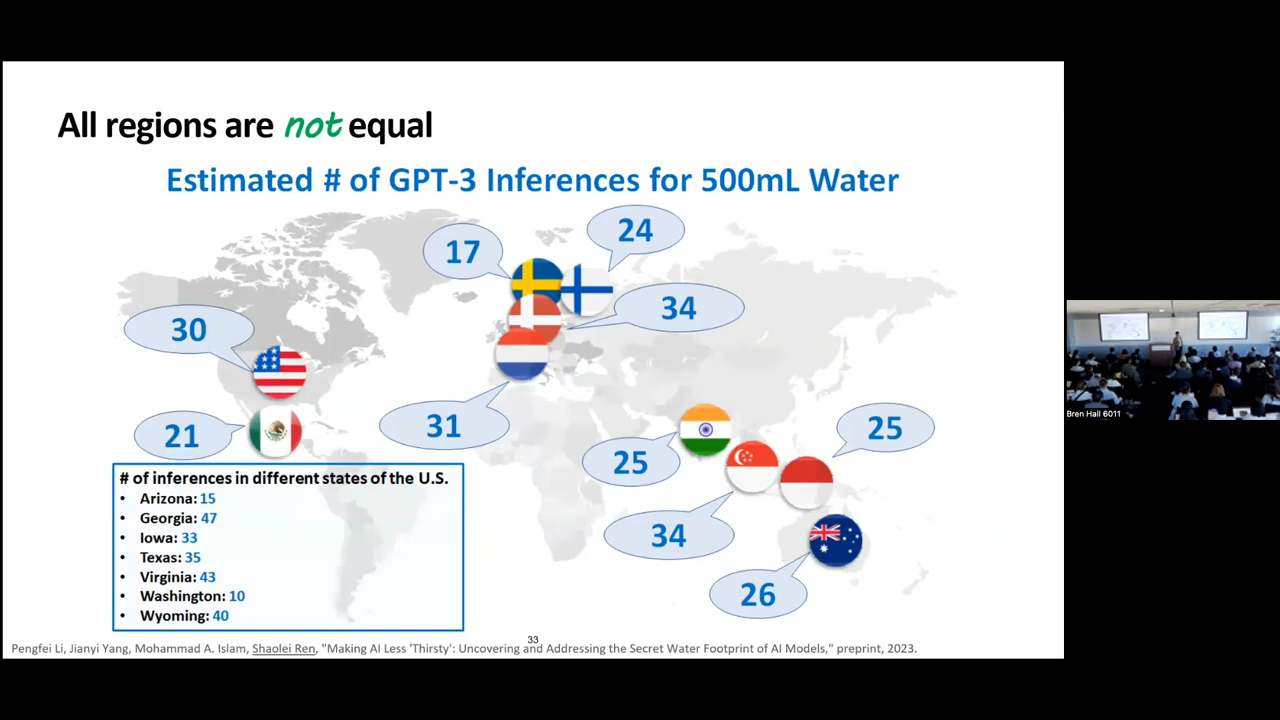 All regions are not equal
Estimated # of GPT-3 Inferences for 500mL Water
17
24
34
30
21
31
25
25
34
26
# of inferences in different states of the U.S.
• Arizona: 15
• Georgia: 47
• Iowa: 33
• Texas: 35
• Virginia: 43
• Washington: 10
• Wyoming: 40
33
Pengfei Li, Jianyi Yang, Mohammad A. Islam, Shaolei Ren, "Making AI Less 'Thirsty': Uncovering and Addressing the Secret Water Footprint of AI Models," preprint, 2023.
Bren Hall 6011